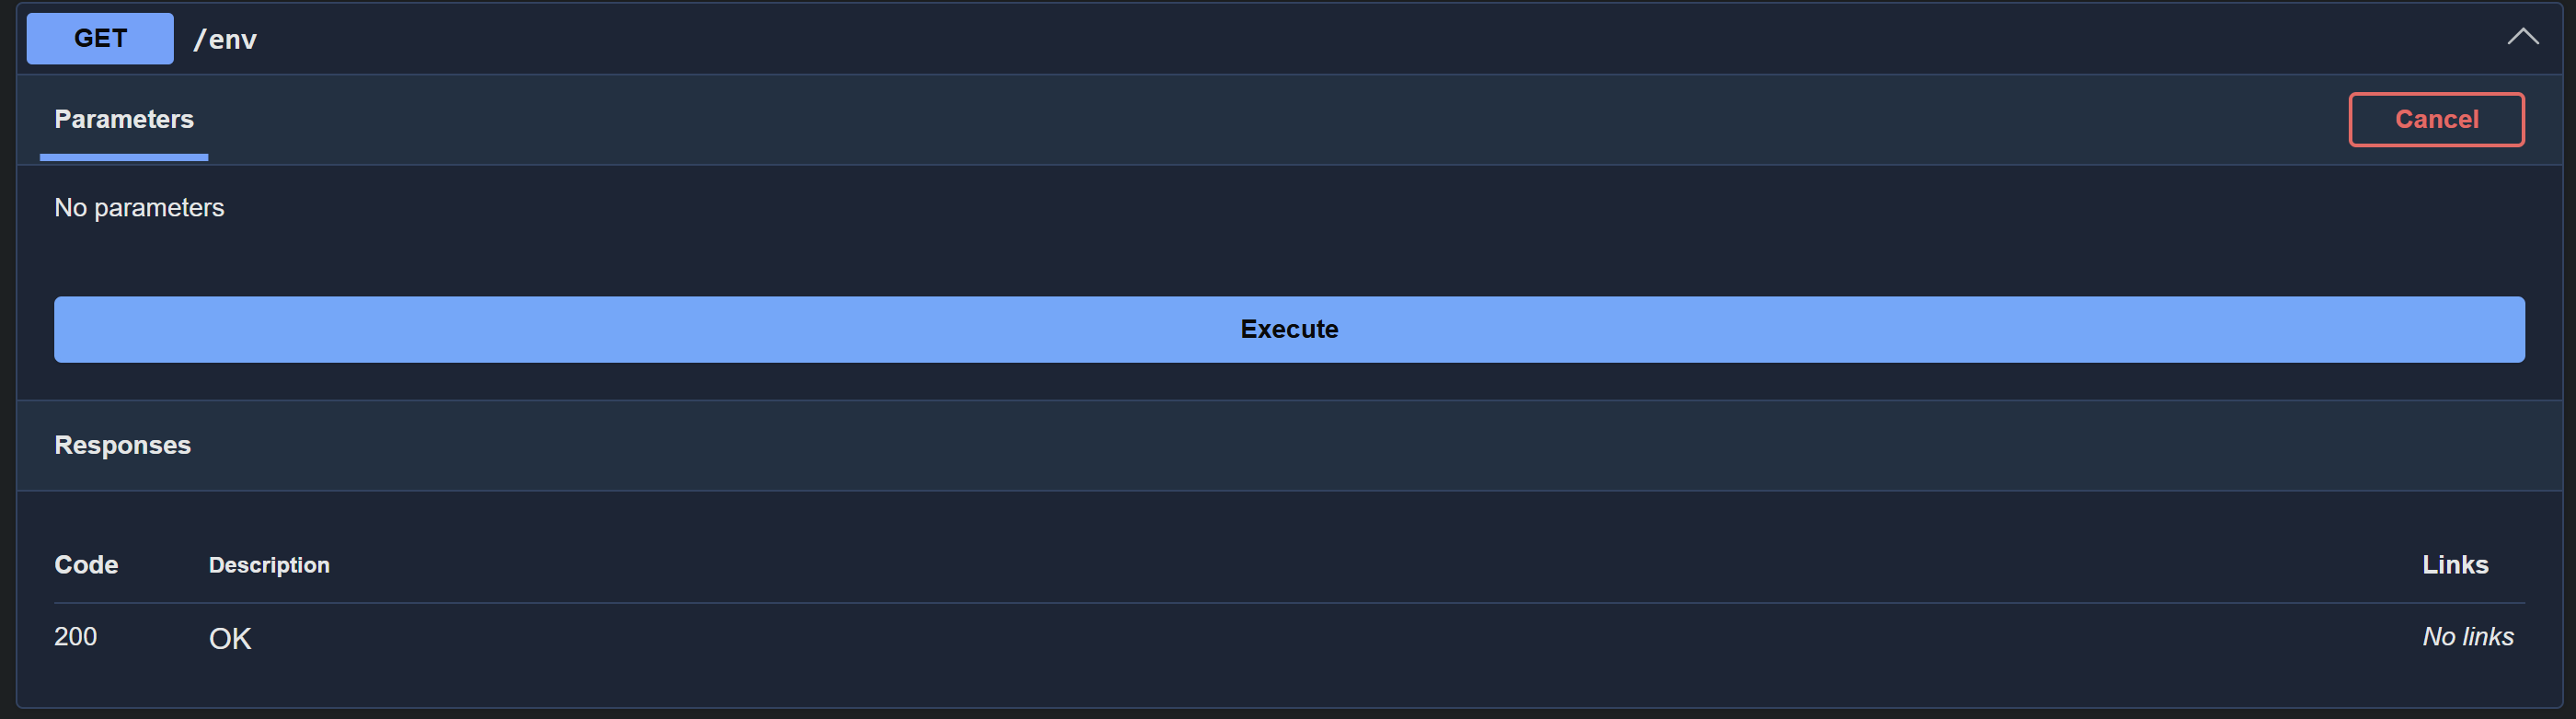 GET /env
Parameters Cancel
No parameters
Execute
Responses
Code Description Links
200 OK No links